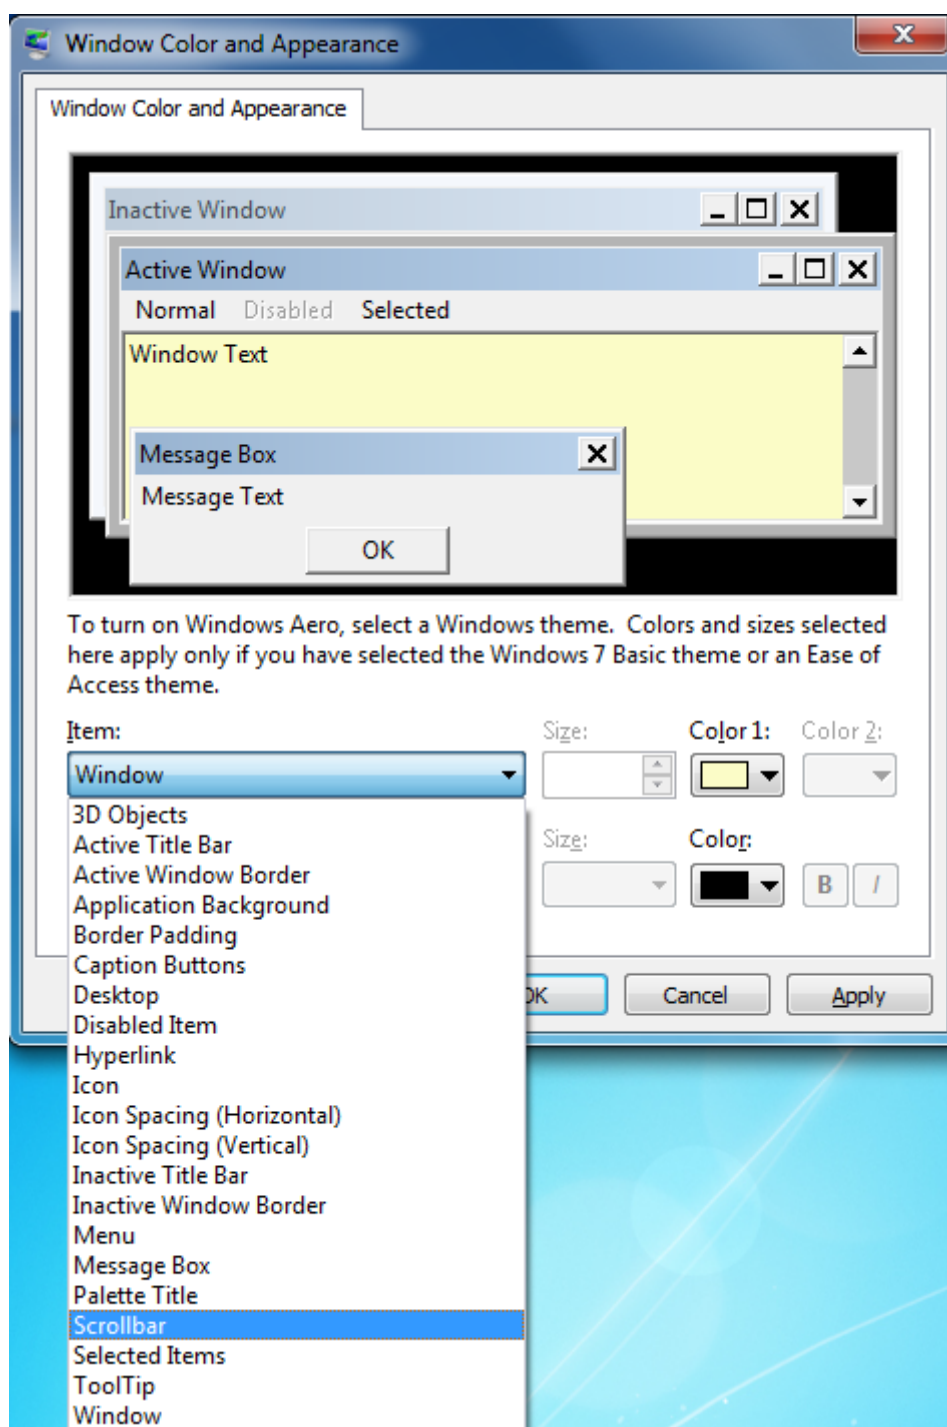 Window Color and Appearance
Window Color and Appearance
Inactive Window
Active Window
Normal Disabled Selected
Window Text
Message Box
Message Text
OK
To turn on Windows Aero, select a Windows theme. Colors and sizes selected
here apply only if you have selected the Windows 7 Basic theme or an Ease of
Access theme.
Item: Size: Color 1: Color 2:
Window
Size: Color:
B I
3D Objects
Active Title Bar
Active Window Border
Application Background
Border Padding
Caption Buttons
Desktop
Disabled Item
Hyperlink
Icon
Icon Spacing (Horizontal)
Icon Spacing (Vertical)
Inactive Title Bar
Inactive Window Border
Menu
Message Box
Palette Title
Scrollbar
Selected Items
ToolTip
Window
OK Cancel Apply